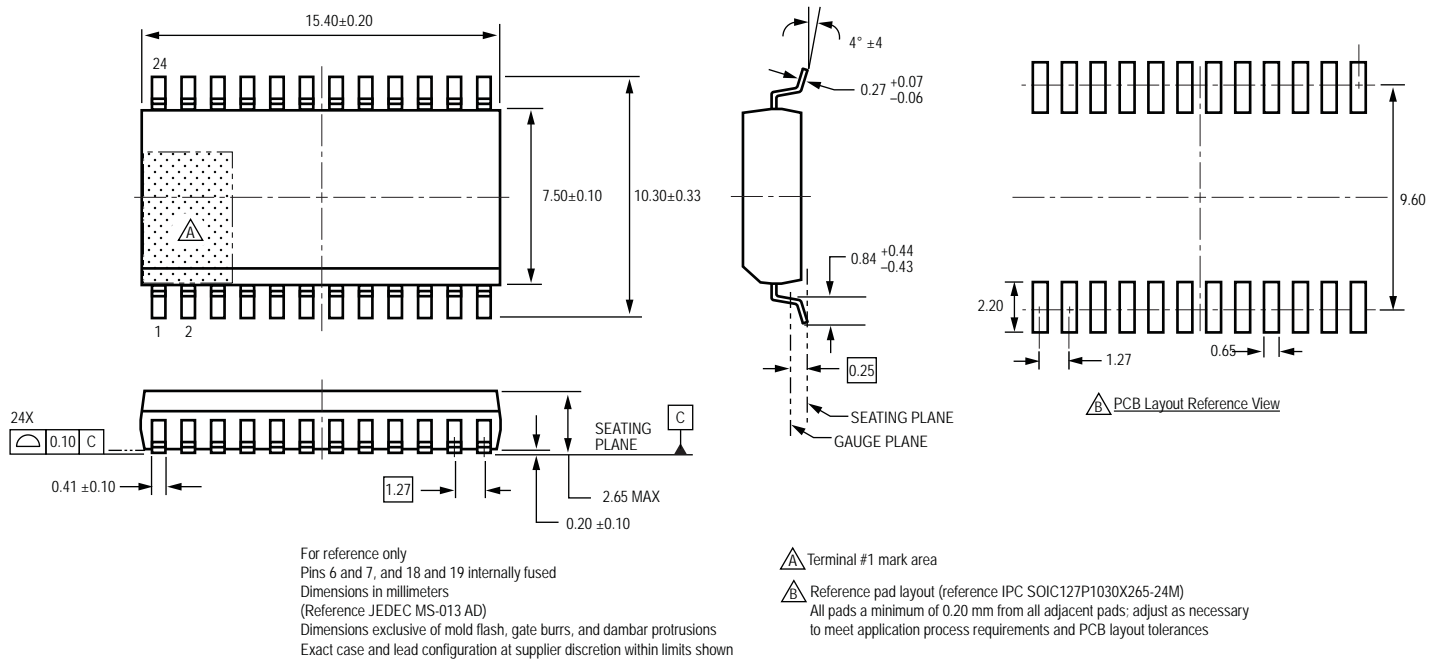 15.40±0.20
24
7.50±0.10
10.30±0.33
A
1 2
4° ±4
0.27 +0.07
–0.06
0.84 +0.44
–0.43
0.25
SEATING PLANE
GAUGE PLANE
9.60
2.20
1.27
0.65
B PCB Layout Reference View
24X
0.10 C
0.41 ±0.10
1.27
SEATING
PLANE
C
2.65 MAX
0.20 ±0.10
For reference only
Pins 6 and 7, and 18 and 19 internally fused
Dimensions in millimeters
(Reference JEDEC MS-013 AD)
Dimensions exclusive of mold flash, gate burrs, and dambar protrusions
Exact case and lead configuration at supplier discretion within limits shown
A Terminal #1 mark area
B Reference pad layout (reference IPC SOIC127P1030X265-24M)
All pads a minimum of 0.20 mm from all adjacent pads; adjust as necessary
to meet application process requirements and PCB layout tolerances